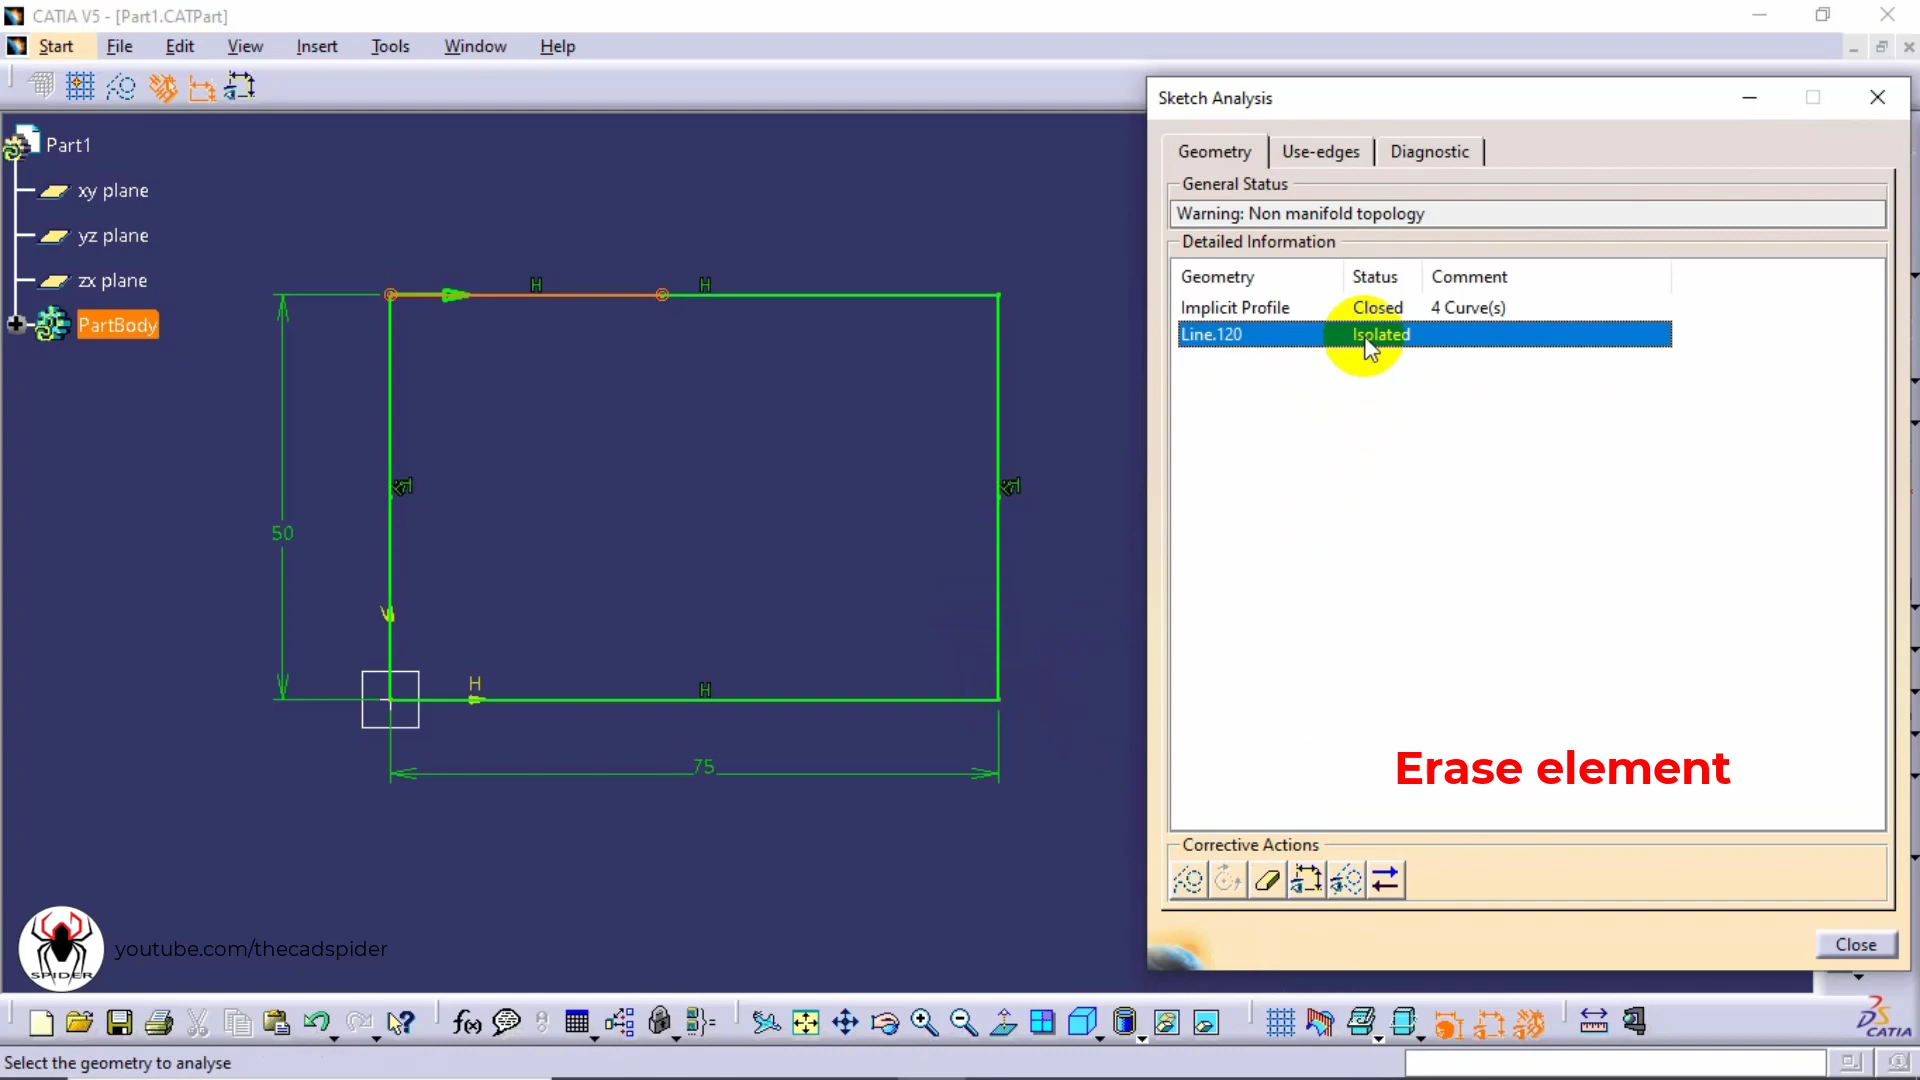 CATIA V5 - [Part1.CATPart]
Start File Edit View Insert Tools Window Help
Part1
xy plane
yz plane
zx plane
PartBody
H H
50
H
H
75
V
Sketch Analysis
Geometry Use-edges Diagnostic
General Status
Warning: Non manifold topology
Detailed Information
Geometry Status Comment
Implicit Profile Closed 4 Curve(s)
Line.120 Isolated
Erase element
Corrective Actions
Close
SPIDER
youtube.com/thecadspider
f(x)
DS CATIA
Select the geometry to analyse